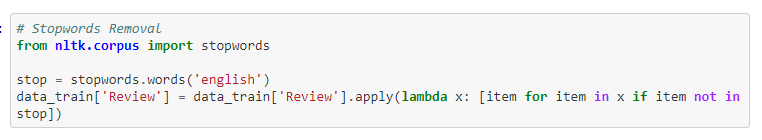 :
# Stopwords Removal
from nltk.corpus import stopwords
stop = stopwords.words('english')
data_train['Review'] = data_train['Review'].apply(lambda x: [item for item in x if item not in
stop])